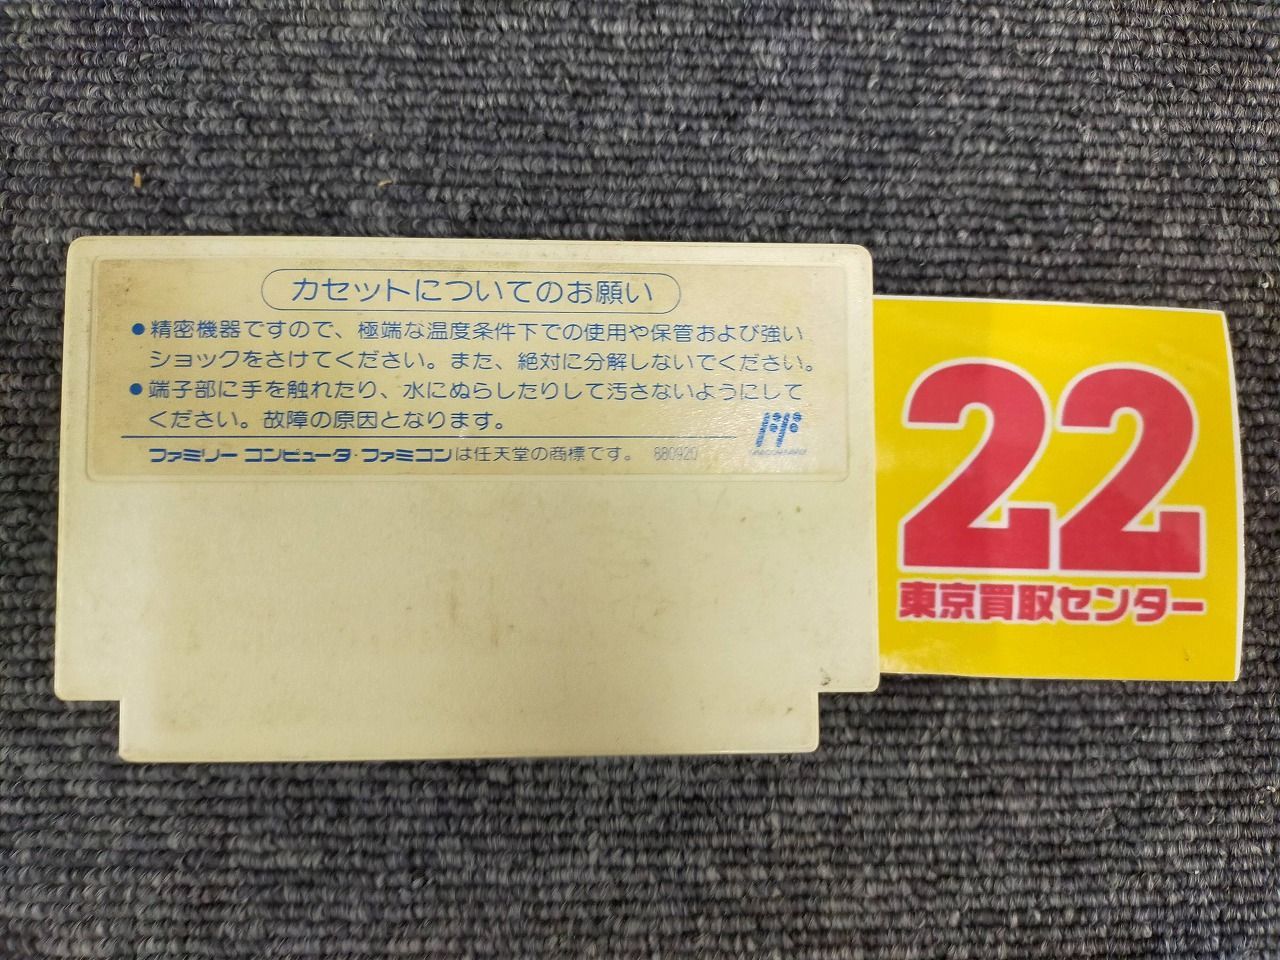 カセットについてのお願い
●精密機器ですので、極端な温度条件下での使用や保管および強い
ショックをさけてください。また、絶対に分解しないでください。
●端子部に手を触れたり、水にぬらしたりして汚さないようにして
ください。故障の原因となります。
ファミリー コンピュータ・ファミコンは任天堂の商標です。 880920
22
東京買取センター